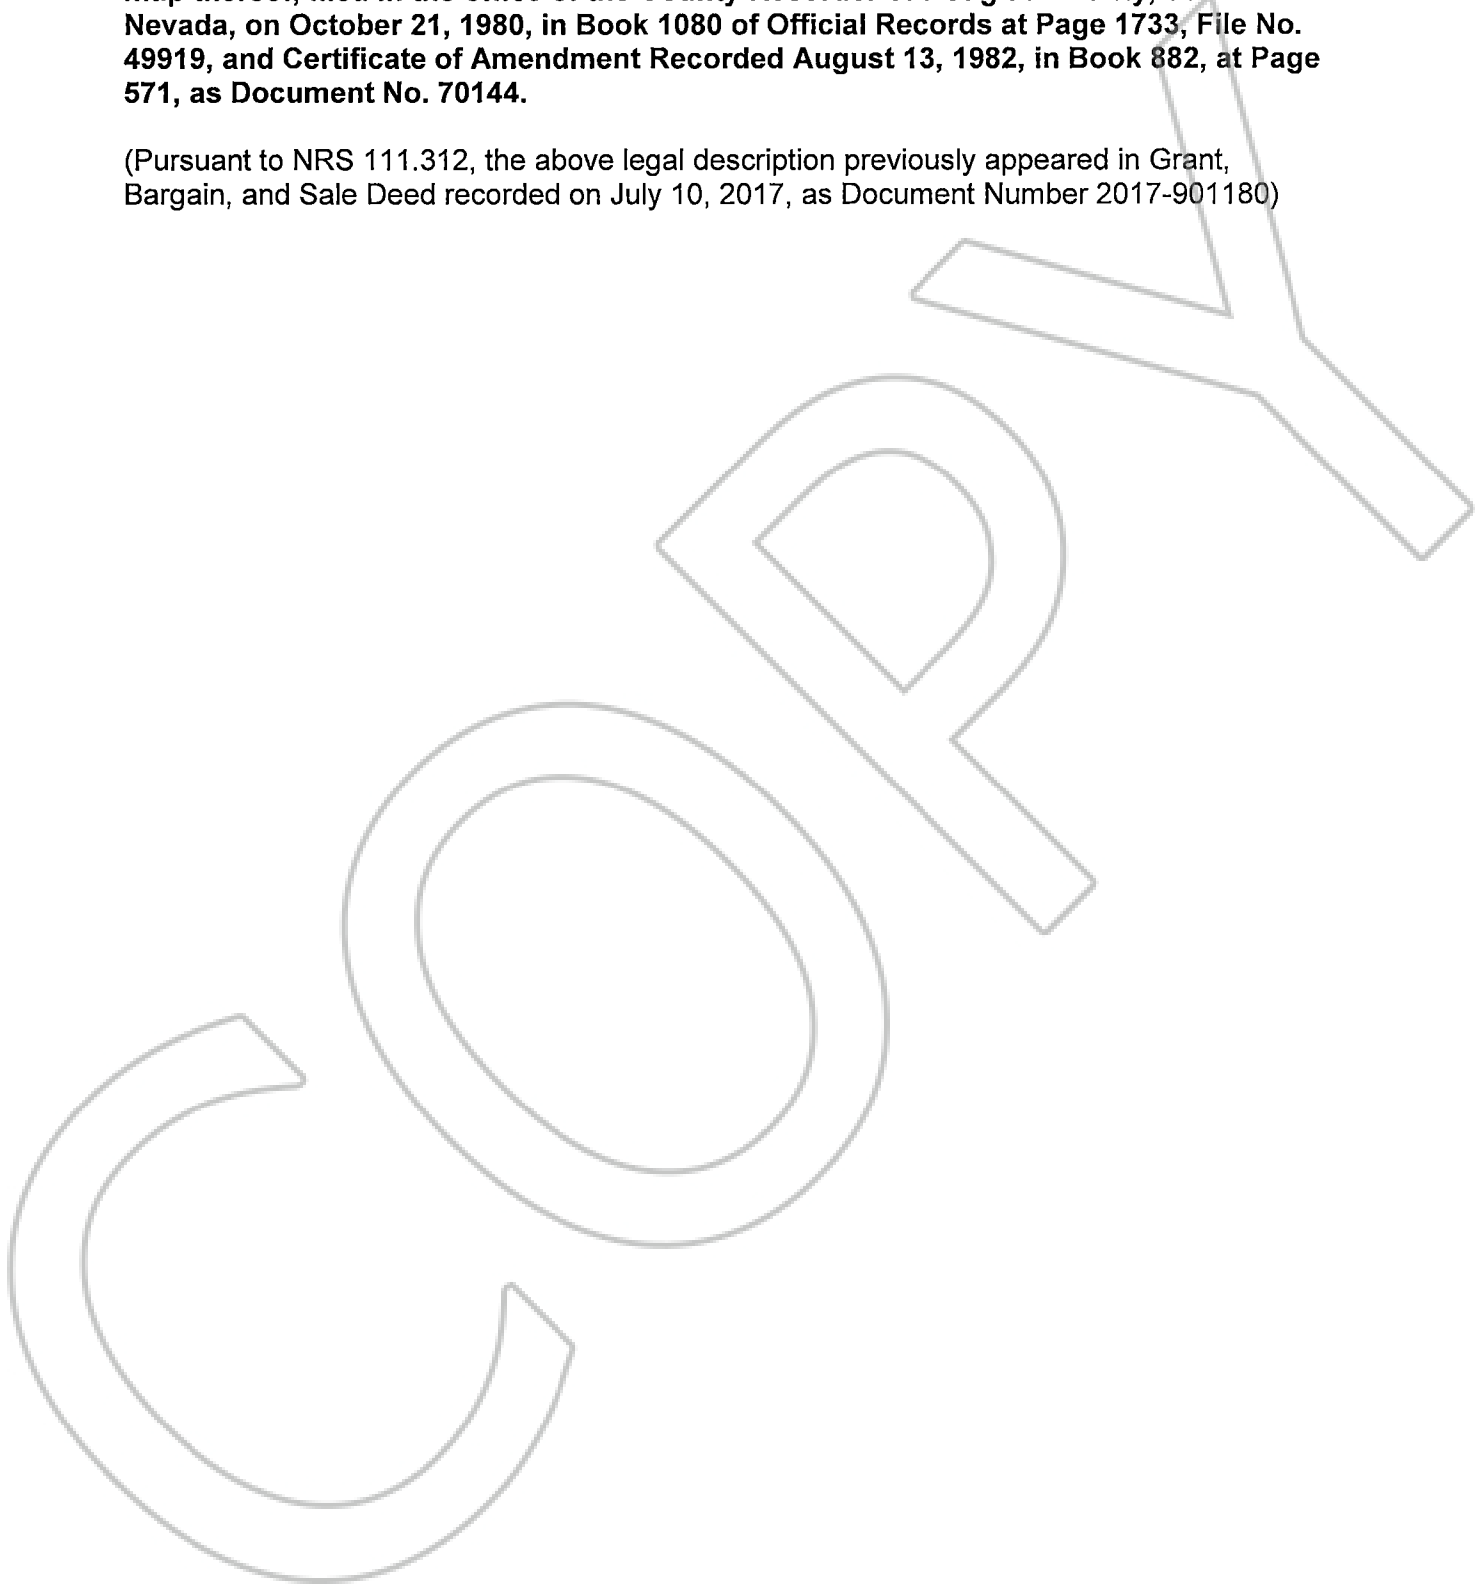 Nevada, on October 21, 1980, in Book 1080 of Official Records at Page 1733, File No.
49919, and Certificate of Amendment Recorded August 13, 1982, in Book 882, at Page
571, as Document No. 70144.
(Pursuant to NRS 111.312, the above legal description previously appeared in Grant,
Bargain, and Sale Deed recorded on July 10, 2017, as Document Number 2017-901180)
COPY